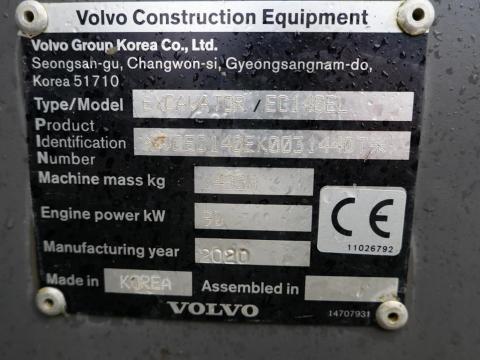 Volvo Construction Equipment
Volvo Group Korea Co., Ltd.
Seongsan-gu, Changwon-si, Gyeongsangnam-do,
Korea 51710
Type/Model EXCAVATOR / EC140EL
Product
Identification
Number
Machine mass kg
Engine power kW
Manufacturing year 2020
CE
11026792
Made in KOREA Assembled in
VOLVO 14707931